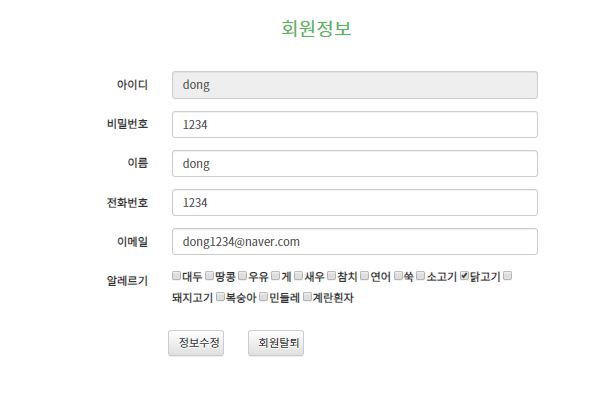 회원정보
아이디 dong
비밀번호 1234
이름 dong
전화번호 1234
이메일 dong1234@naver.com
알레르기 대두 땅콩 우유 게 새우 참치 연어 쑥 소고기 닭고기
돼지고기 복숭아 민들레 계란흰자
정보수정 회원탈퇴